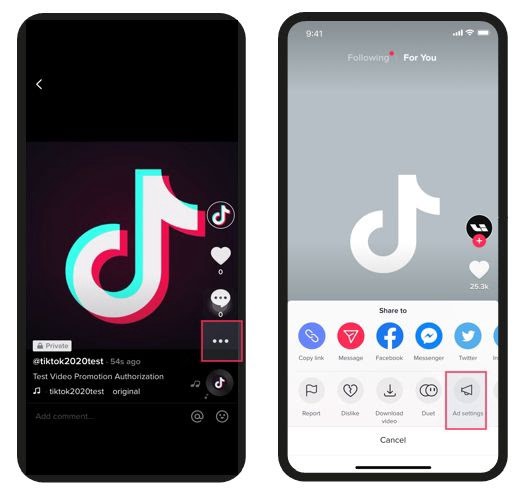 0
0
Private
@tiktok2020test · 54s ago
Test Video Promotion Authorization
tiktok2020test original
Add comment...
9:41
Following For You
25.3k
Share to
Copy link Message Facebook Messenger Twitter In
Report Dislike Download video Duet Ad settings
Cancel